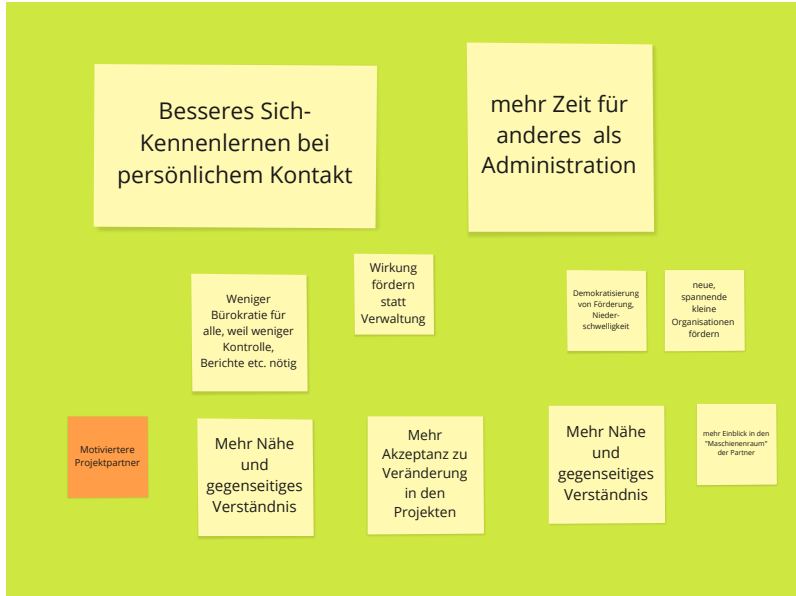 Besseres Sich-
Kennenlernen bei
persönlichem Kontakt
mehr Zeit für
anderes als
Administration
Weniger
Bürokratie für
alle, weil weniger
Kontrolle,
Berichte etc. nötig
Wirkung
fördern
statt
Verwaltung
Demokratisierung
von Förderung,
Nieder-
schwelligkeit
neue,
spannende
kleine
Organisationen
fördern
Motiviertere
Projektpartner
Mehr Nähe
und
gegenseitiges
Verständnis
Mehr
Akzeptanz zu
Veränderung
in den
Projekten
Mehr Nähe
und
gegenseitiges
Verständnis
mehr Einblick in den
"Maschienenraum"
der Partner